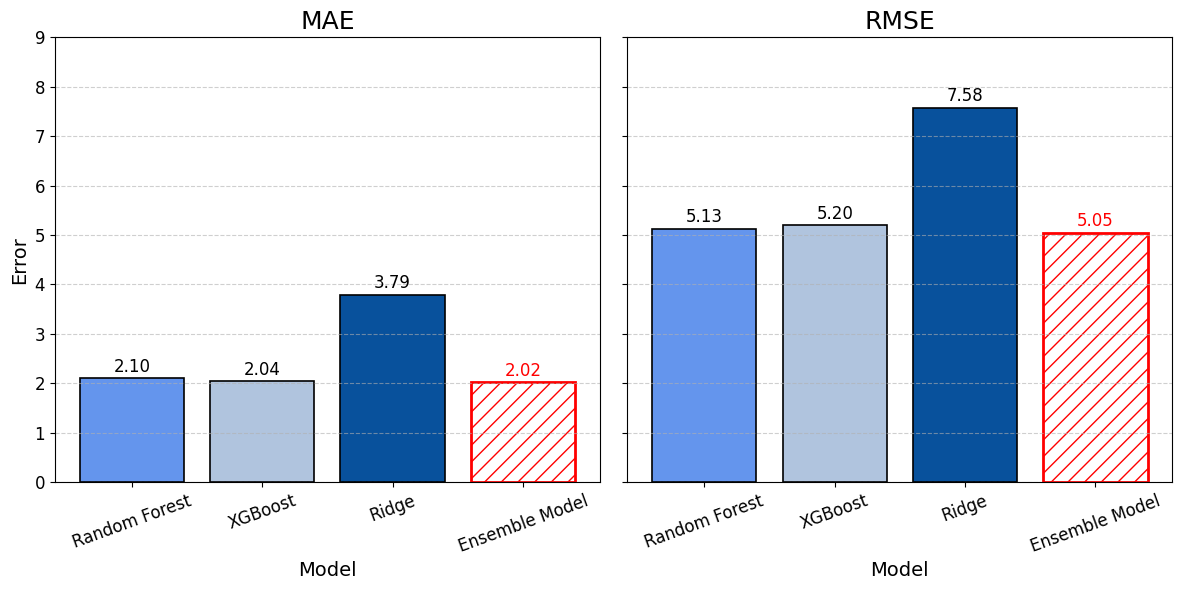 MAE
RMSE
Error
9
8
7
6
5
4
3
2
1
0
2.10
2.04
3.79
2.02
Random Forest
XGBoost
Ridge
Ensemble Model
Model
5.13
5.20
7.58
5.05
Random Forest
XGBoost
Ridge
Ensemble Model
Model